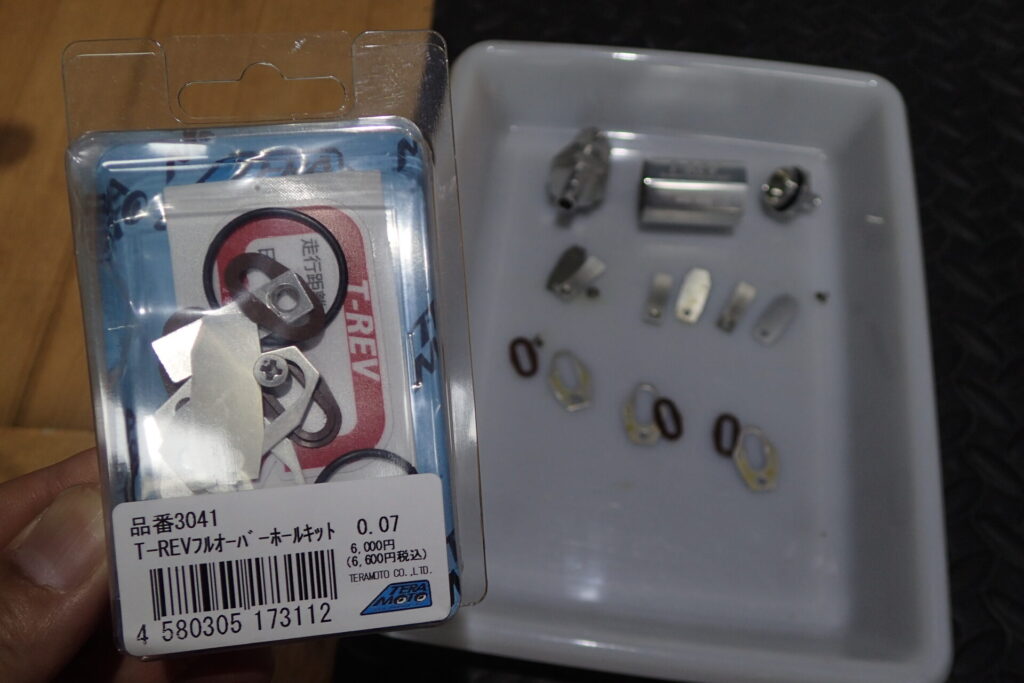 走行距離
T-REV
品番3041
T-REVフルオーバーホールキット
0.07
6,000円
(6,600円税込)
TERAMOTO CO.,LTD.
TERA
MOTO
4 580305 173112